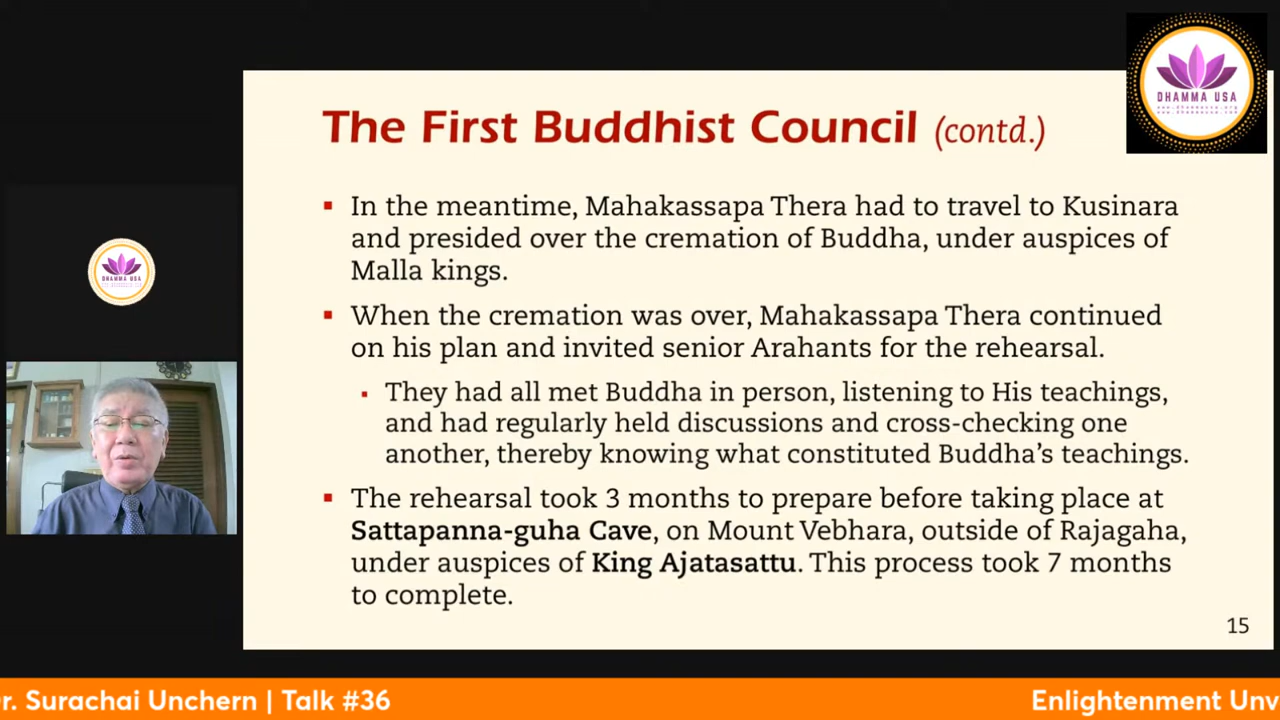 The First Buddhist Council (contd.)
DHAMMA USA
▪ In the meantime, Mahakassapa Thera had to travel to Kusinara
and presided over the cremation of Buddha, under auspices of
Malla kings.
▪ When the cremation was over, Mahakassapa Thera continued
on his plan and invited senior Arahants for the rehearsal.
▪ They had all met Buddha in person, listening to His teachings,
and had regularly held discussions and cross-checking one
another, thereby knowing what constituted Buddha’s teachings.
▪ The rehearsal took 3 months to prepare before taking place at
Sattapanna-guha Cave, on Mount Vebhara, outside of Rajagaha,
under auspices of King Ajatasattu. This process took 7 months
to complete.
15
DHAMMA USA
r. Surachai Unchern | Talk #36
Enlightenment Unv